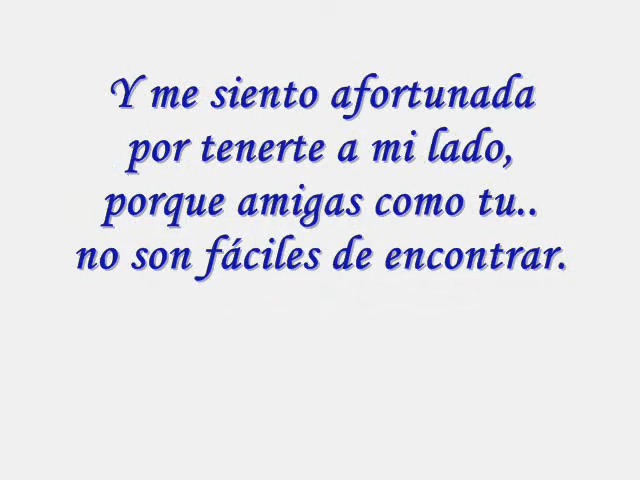 Y me siento afortunada
por tenerte a mi lado,
porque amigas como tu..
no son fáciles de encontrar.